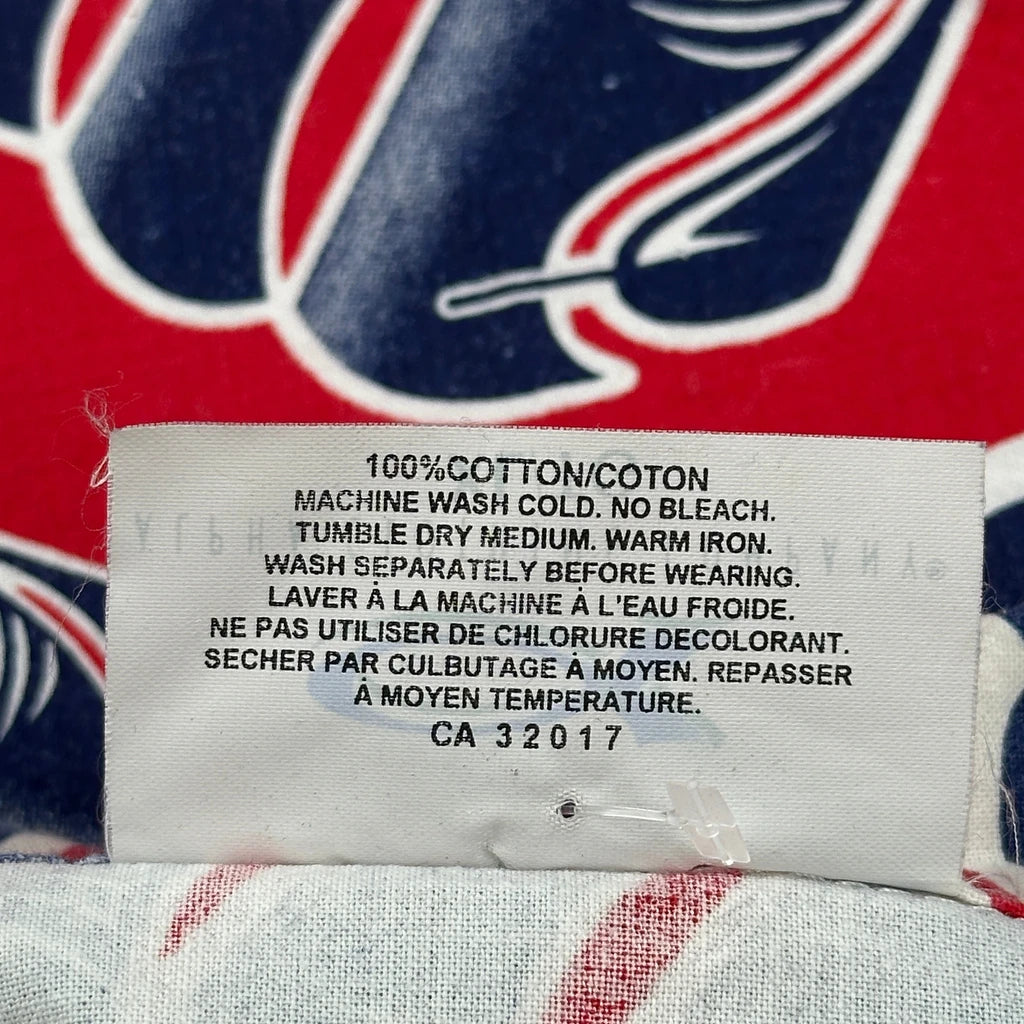 100%COTTON/COTON
MACHINE WASH COLD. NO BLEACH.
TUMBLE DRY MEDIUM. WARM IRON.
WASH SEPARATELY BEFORE WEARING.
LAVER À LA MACHINE À L'EAU FROIDE.
NE PAS UTILISER DE CHLORURE DECOLORANT.
SECHER PAR CULBUTAGE À MOYEN. REPASSER
À MOYEN TEMPERATURE.
CA 32017